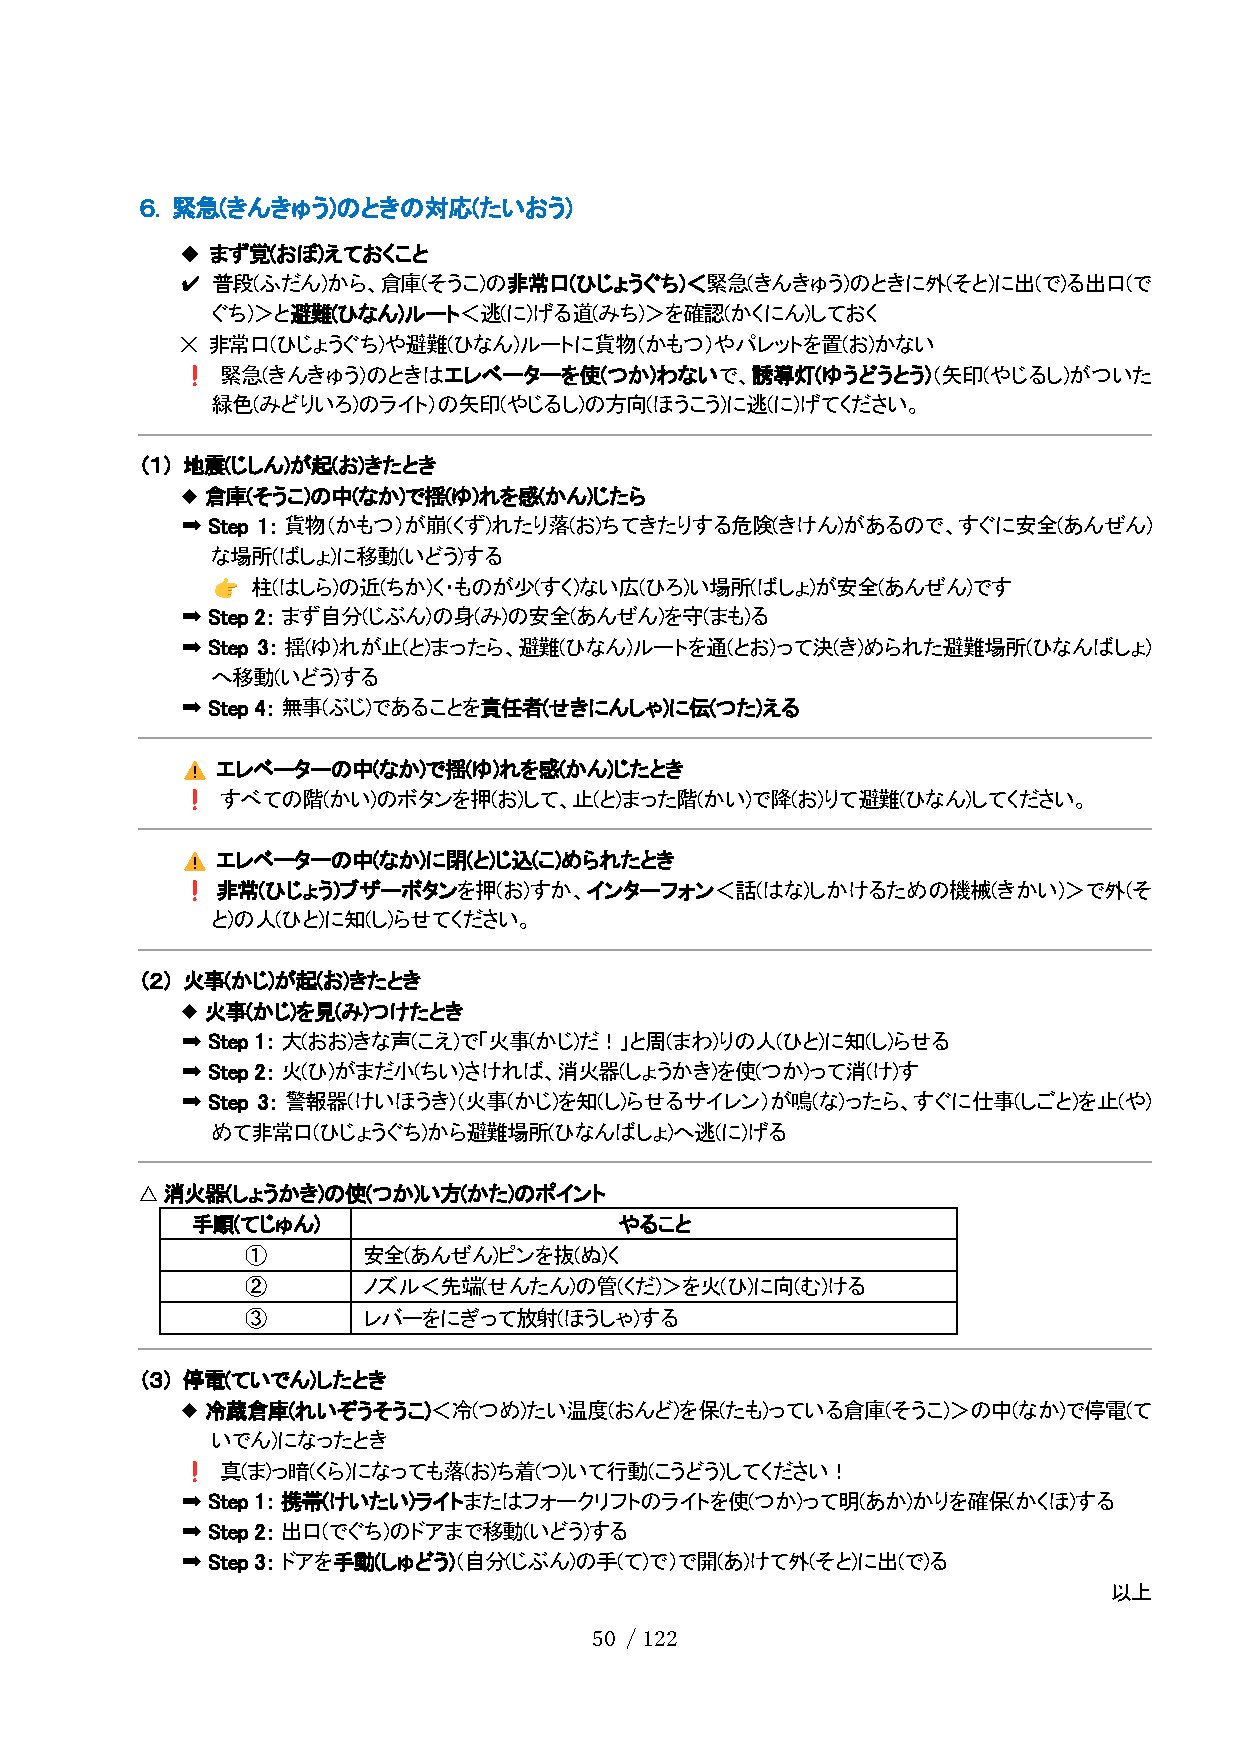 ６．緊急(きんきゅう)のときの対応(たいおう)
◆ まず覚(おぼ)えておくこと
✔ 普段(ふだん)から、倉庫(そうこ)の非常口(ひじょうぐち)＜緊急(きんきゅう)のときに外(そと)に出(で)る出口(で
ぐち)＞と避難(ひなん)ルート＜逃(に)げる道(みち)＞を確認(かくにん)しておく
× 非常口(ひじょうぐち)や避難(ひなん)ルートに貨物（かもつ）やパレットを置(お)かない
❗ 緊急(きんきゅう)のときはエレベーターを使(つか)わないで、誘導灯(ゆうどうとう)（矢印(やじるし)がついた
緑色(みどりいろ)のライト）の矢印(やじるし)の方向(ほうこう)に逃(に)げてください。
（1） 地震(じしん)が起(お)きたとき
◆ 倉庫(そうこ)の中(なか)で揺(ゆ)れを感(かん)じたら
➡ Step 1： 貨物（かもつ）が崩(くず)れたり落(お)ちてきたりする危険(きけん)があるので、すぐに安全(あんぜん)
な場所(ばしょ)に移動(いどう)する
👉 柱(はしら)の近(ちか)く・ものが少(すく)ない広(ひろ)い場所(ばしょ)が安全(あんぜん)です
➡ Step 2： まず自分(じぶん)の身(み)の安全(あんぜん)を守(まも)る
➡ Step 3： 揺(ゆ)れが止(と)まったら、避難(ひなん)ルートを通(とお)って決(き)められた避難場所(ひなんばしょ)
へ移動(いどう)する
➡ Step 4： 無事(ぶじ)であることを責任者(せきにんしゃ)に伝(つた)える
⚠ エレベーターの中(なか)で揺(ゆ)れを感(かん)じたとき
❗ すべての階(かい)のボタンを押(お)して、止(と)まった階(かい)で降(お)りて避難(ひなん)してください。
⚠ エレベーターの中(なか)に閉(と)じ込(こ)められたとき
❗ 非常(ひじょう)ブザーボタンを押(お)すか、インターフォン＜話(はな)しかけるための機械(きかい)＞で外(そ
と)の人(ひと)に知(し)らせてください。
（2） 火事(かじ)が起(お)きたとき
◆ 火事(かじ)を見(み)つけたとき
➡ Step 1： 大(おお)きな声(こえ)で「火事(かじ)だ！」と周(まわ)りの人(ひと)に知(し)らせる
➡ Step 2： 火(ひ)がまだ小(ちい)さければ、消火器(しょうかき)を使(つか)って消(け)す
➡ Step 3： 警報器(けいほうき)（火事(かじ)を知(し)らせるサイレン）が鳴(な)ったら、すぐに仕事(しごと)を止(や)
めて非常口(ひじょうぐち)から避難場所(ひなんばしょ)へ逃(に)げる
△ 消火器(しょうかき)の使(つか)い方(かた)のポイント
手順(てじゅん) やること
① 安全(あんぜん)ピンを抜(ぬ)く
② ノズル＜先端(せんたん)の管(くだ)＞を火(ひ)に向(む)ける
③ レバーをにぎって放射(ほうしゃ)する
（3） 停電(ていでん)したとき
◆ 冷蔵倉庫(れいぞうそうこ)＜冷(つめ)たい温度(おんど)を保(たも)っている倉庫(そうこ)＞の中(なか)で停電(て
いでん)になったとき
❗ 真(ま)っ暗(くら)になっても落(お)ち着(つ)いて行動(こうどう)してください！
➡ Step 1： 携帯(けいたい)ライトまたはフォークリフトのライトを使(つか)って明(あか)かりを確保(かくほ)する
➡ Step 2： 出口(でぐち)のドアまで移動(いどう)する
➡ Step 3： ドアを手動(しゅどう)（自分(じぶん)の手(て)で）で開(あ)けて外(そと)に出(で)る
以上
50 / 122